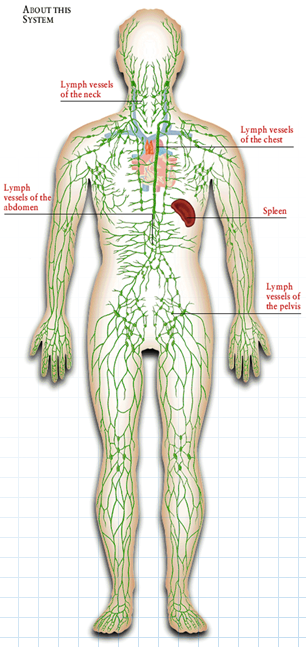 ABOUT THIS
SYSTEM
Lymph vessels
of the neck
Lymph vessels
of the chest
Lymph
vessels of the
abdomen
Spleen
Lymph
vessels of
the pelvis